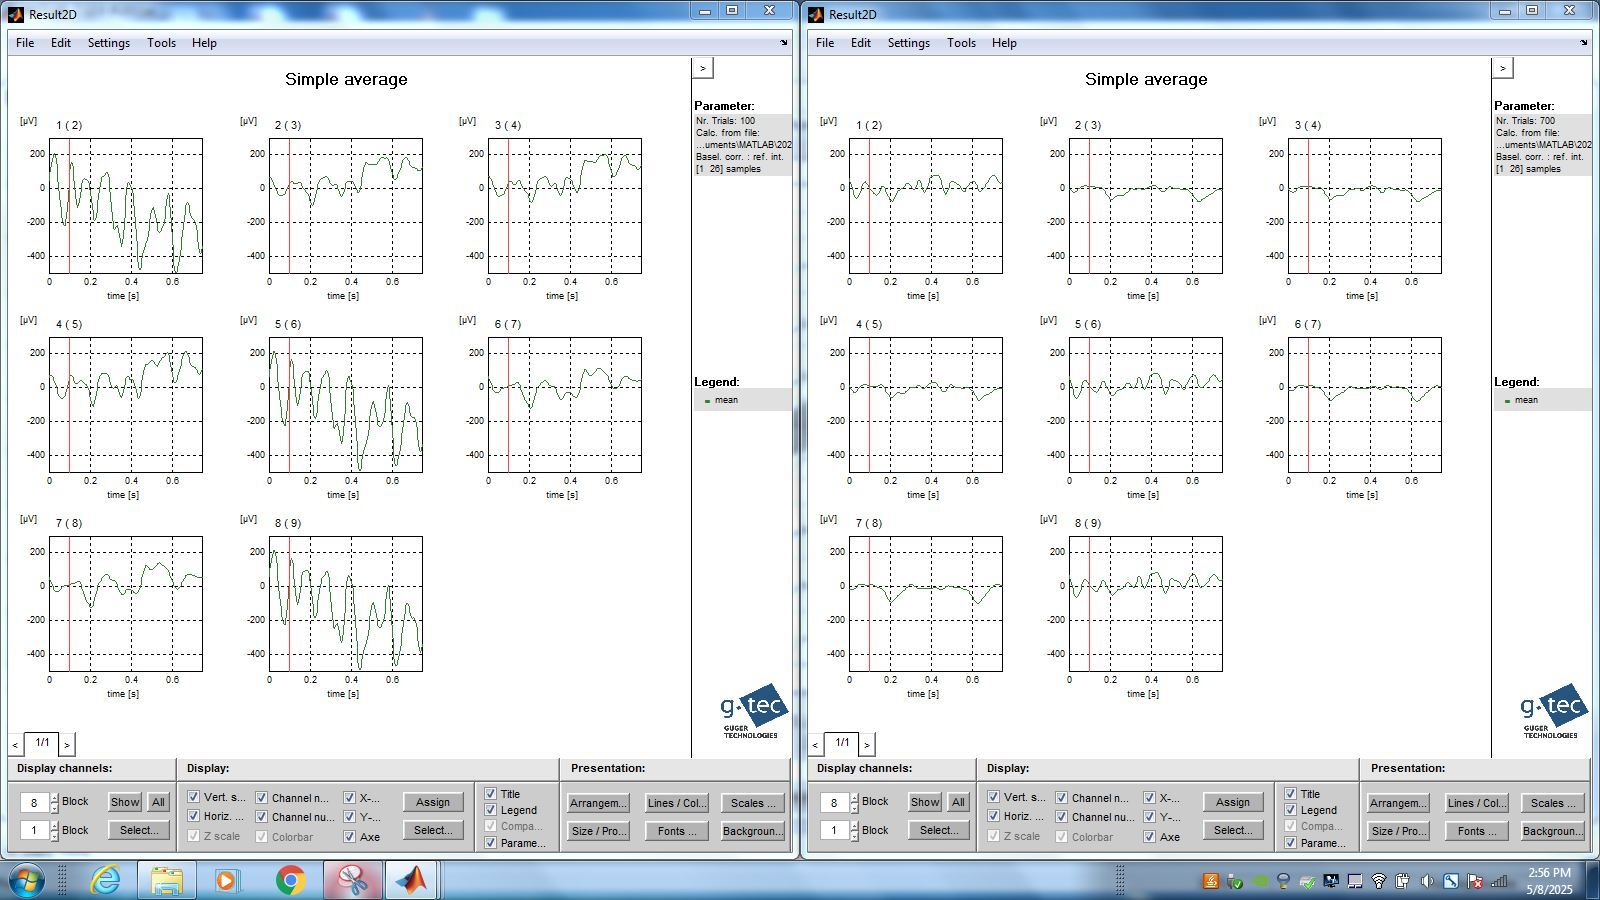 Result2D
File Edit Settings Tools Help
Simple average
[µV] 1 ( 2)
200
0
-200
-400
0 0.2 0.4 0.6
time [s]
[µV] 2 ( 3)
200
0
-200
-400
0 0.2 0.4 0.6
time [s]
[µV] 3 ( 4)
200
0
-200
-400
0 0.2 0.4 0.6
time [s]
[µV] 4 ( 5)
200
0
-200
-400
0 0.2 0.4 0.6
time [s]
[µV] 5 ( 6)
200
0
-200
-400
0 0.2 0.4 0.6
time [s]
[µV] 6 ( 7)
200
0
-200
-400
0 0.2 0.4 0.6
time [s]
[µV] 7 ( 8)
200
0
-200
-400
0 0.2 0.4 0.6
time [s]
[µV] 8 ( 9)
200
0
-200
-400
0 0.2 0.4 0.6
time [s]
>
Parameter:
Nr. Trials: 100
Calc. from file:
...uments\MATLAB\202
Basel. corr. : ref. int.
[1 26] samples
Legend:
mean
g.tec
GUGER
TECHNOLOGIES
< 1/1 >
Display channels:
8 Block Show All
1 Block Select...
Display:
Vert. s... Channel n... X-... Assign
Horiz. ... Channel nu... Y-... Select...
Z scale Colorbar Axe
Title
Legend
Compa...
Parame...
Presentation:
Arrangem... Lines / Col... Scales ...
Size / Pro... Fonts ... Backgroun...
Result2D
File Edit Settings Tools Help
Simple average
[µV] 1 ( 2)
200
0
-200
-400
0 0.2 0.4 0.6
time [s]
[µV] 2 ( 3)
200
0
-200
-400
0 0.2 0.4 0.6
time [s]
[µV] 3 ( 4)
200
0
-200
-400
0 0.2 0.4 0.6
time [s]
[µV] 4 ( 5)
200
0
-200
-400
0 0.2 0.4 0.6
time [s]
[µV] 5 ( 6)
200
0
-200
-400
0 0.2 0.4 0.6
time [s]
[µV] 6 ( 7)
200
0
-200
-400
0 0.2 0.4 0.6
time [s]
[µV] 7 ( 8)
200
0
-200
-400
0 0.2 0.4 0.6
time [s]
[µV] 8 ( 9)
200
0
-200
-400
0 0.2 0.4 0.6
time [s]
>
Parameter:
Nr. Trials: 700
Calc. from file:
...uments\MATLAB\202
Basel. corr. : ref. int.
[1 26] samples
Legend:
mean
g.tec
GUGER
TECHNOLOGIES
< 1/1 >
Display channels:
8 Block Show All
1 Block Select...
Display:
Vert. s... Channel n... X-... Assign
Horiz. ... Channel nu... Y-... Select...
Z scale Colorbar Axe
Title
Legend
Compa...
Parame...
Presentation:
Arrangem... Lines / Col... Scales ...
Size / Pro... Fonts ... Backgroun...
2:56 PM
5/8/2025